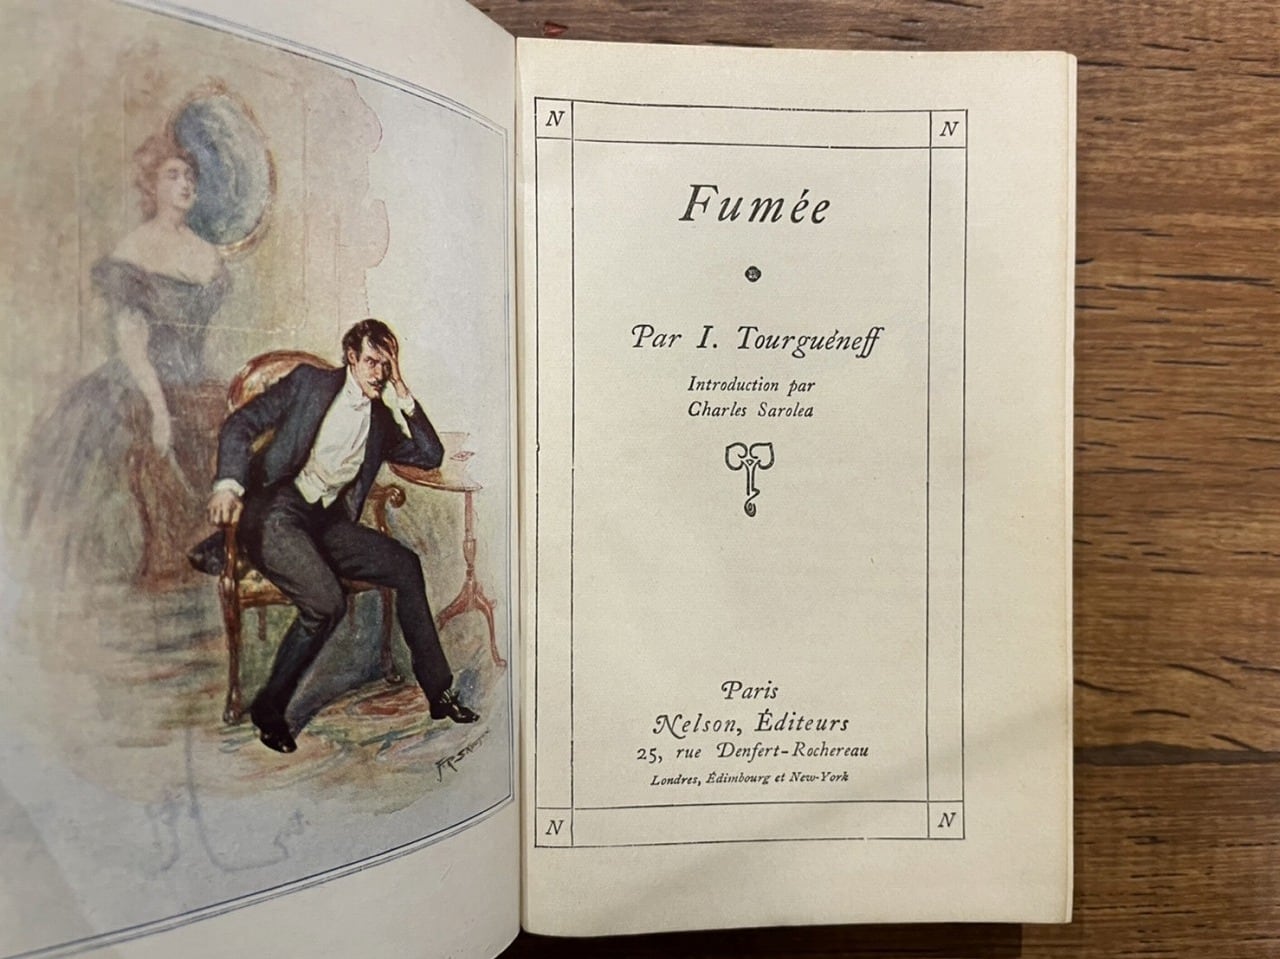 N
N
Fumée
Par I. Tourguéneff
Introduction par
Charles Sarolea
Paris
Nelson, Éditeurs
25, rue Denfert-Rochereau
Londres, Édimbourg et New-York
N
N